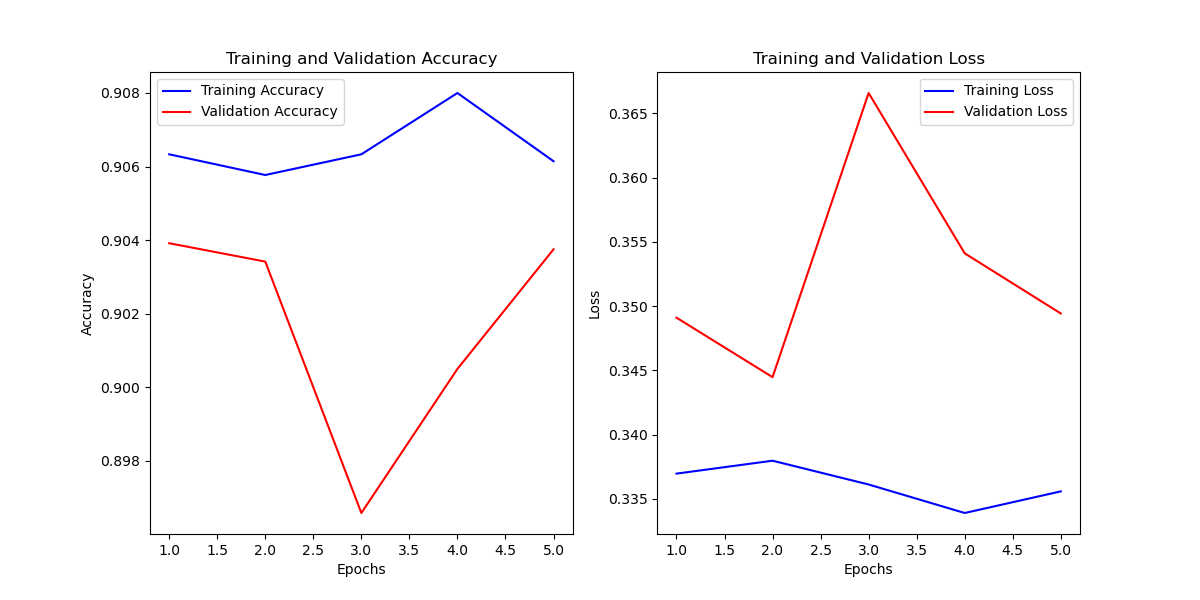 Training and Validation Accuracy
Training Accuracy
Validation Accuracy
0.908
0.906
0.904
0.902
0.900
0.898
Accuracy
1.0 1.5 2.0 2.5 3.0 3.5 4.0 4.5 5.0
Epochs
Training and Validation Loss
Training Loss
Validation Loss
0.365
0.360
0.355
0.350
0.345
0.340
0.335
Loss
1.0 1.5 2.0 2.5 3.0 3.5 4.0 4.5 5.0
Epochs